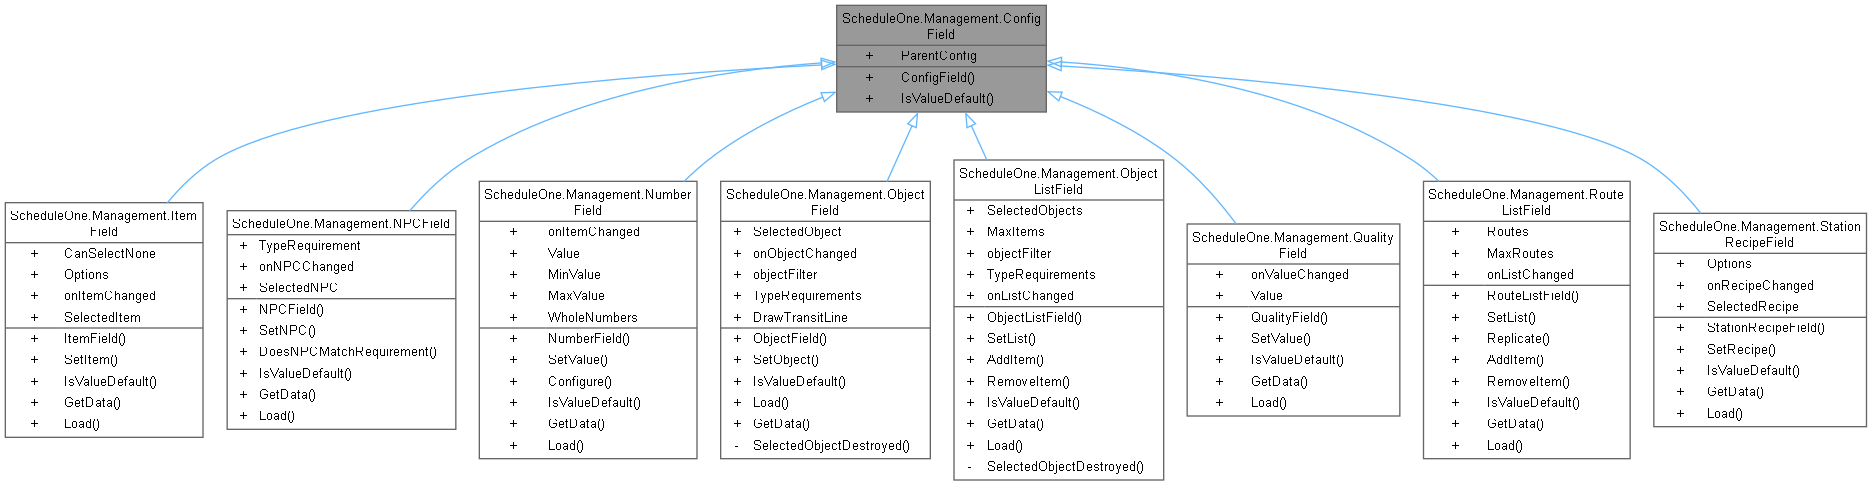 ScheduleOne.Management.Config
Field
+ ParentConfig
+ ConfigField()
+ IsValueDefault()
ScheduleOne.Management.Item
Field
+ CanSelectNone
+ Options
+ onItemChanged
+ SelectedItem
+ ItemField()
+ SetItem()
+ IsValueDefault()
+ GetData()
+ Load()
ScheduleOne.Management.NPCField
+ TypeRequirement
+ onNPCChanged
+ SelectedNPC
+ NPCField()
+ SetNPC()
+ DoesNPCMatchRequirement()
+ IsValueDefault()
+ GetData()
+ Load()
ScheduleOne.Management.Number
Field
+ onItemChanged
+ Value
+ MinValue
+ MaxValue
+ WholeNumbers
+ NumberField()
+ SetValue()
+ Configure()
+ IsValueDefault()
+ GetData()
+ Load()
ScheduleOne.Management.Object
Field
+ SelectedObject
+ onObjectChanged
+ objectFilter
+ TypeRequirements
+ DrawTransitLine
+ ObjectField()
+ SetObject()
+ IsValueDefault()
+ Load()
+ GetData()
- SelectedObjectDestroyed()
ScheduleOne.Management.Object
ListField
+ SelectedObjects
+ MaxItems
+ objectFilter
+ TypeRequirements
+ onListChanged
+ ObjectListField()
+ SetList()
+ AddItem()
+ RemoveItem()
+ IsValueDefault()
+ GetData()
+ Load()
- SelectedObjectDestroyed()
ScheduleOne.Management.Quality
Field
+ onValueChanged
+ Value
+ QualityField()
+ SetValue()
+ IsValueDefault()
+ GetData()
+ Load()
ScheduleOne.Management.Route
ListField
+ Routes
+ MaxRoutes
+ onListChanged
+ RouteListField()
+ SetList()
+ Replicate()
+ AddItem()
+ RemoveItem()
+ IsValueDefault()
+ GetData()
+ Load()
ScheduleOne.Management.Station
RecipeField
+ Options
+ onRecipeChanged
+ SelectedRecipe
+ StationRecipeField()
+ SetRecipe()
+ IsValueDefault()
+ GetData()
+ Load()